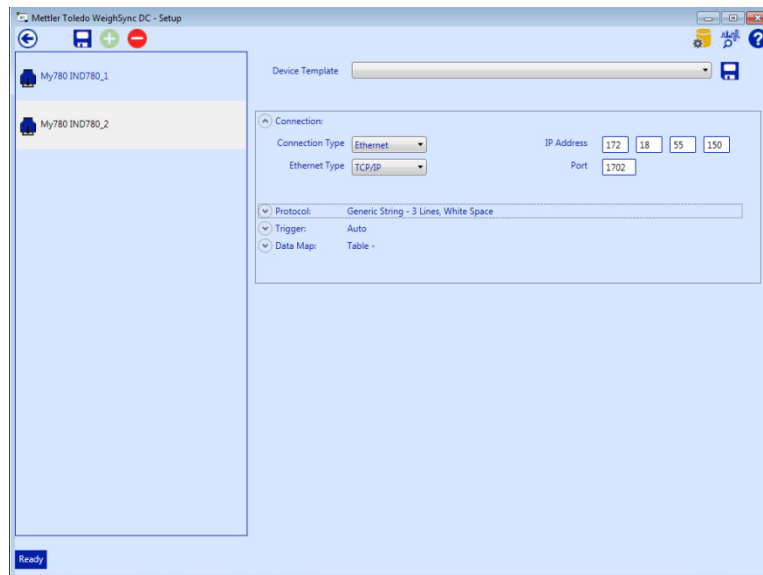 Mettler Toledo WeighSync DC - Setup
My780 IND780_1
My780 IND780_2
Device Template
Connection:
Connection Type Ethernet IP Address 172 18 55 150
Ethernet Type TCP/IP Port 1702
Protocol: Generic String - 3 Lines, White Space
Trigger: Auto
Data Map: Table -
Ready